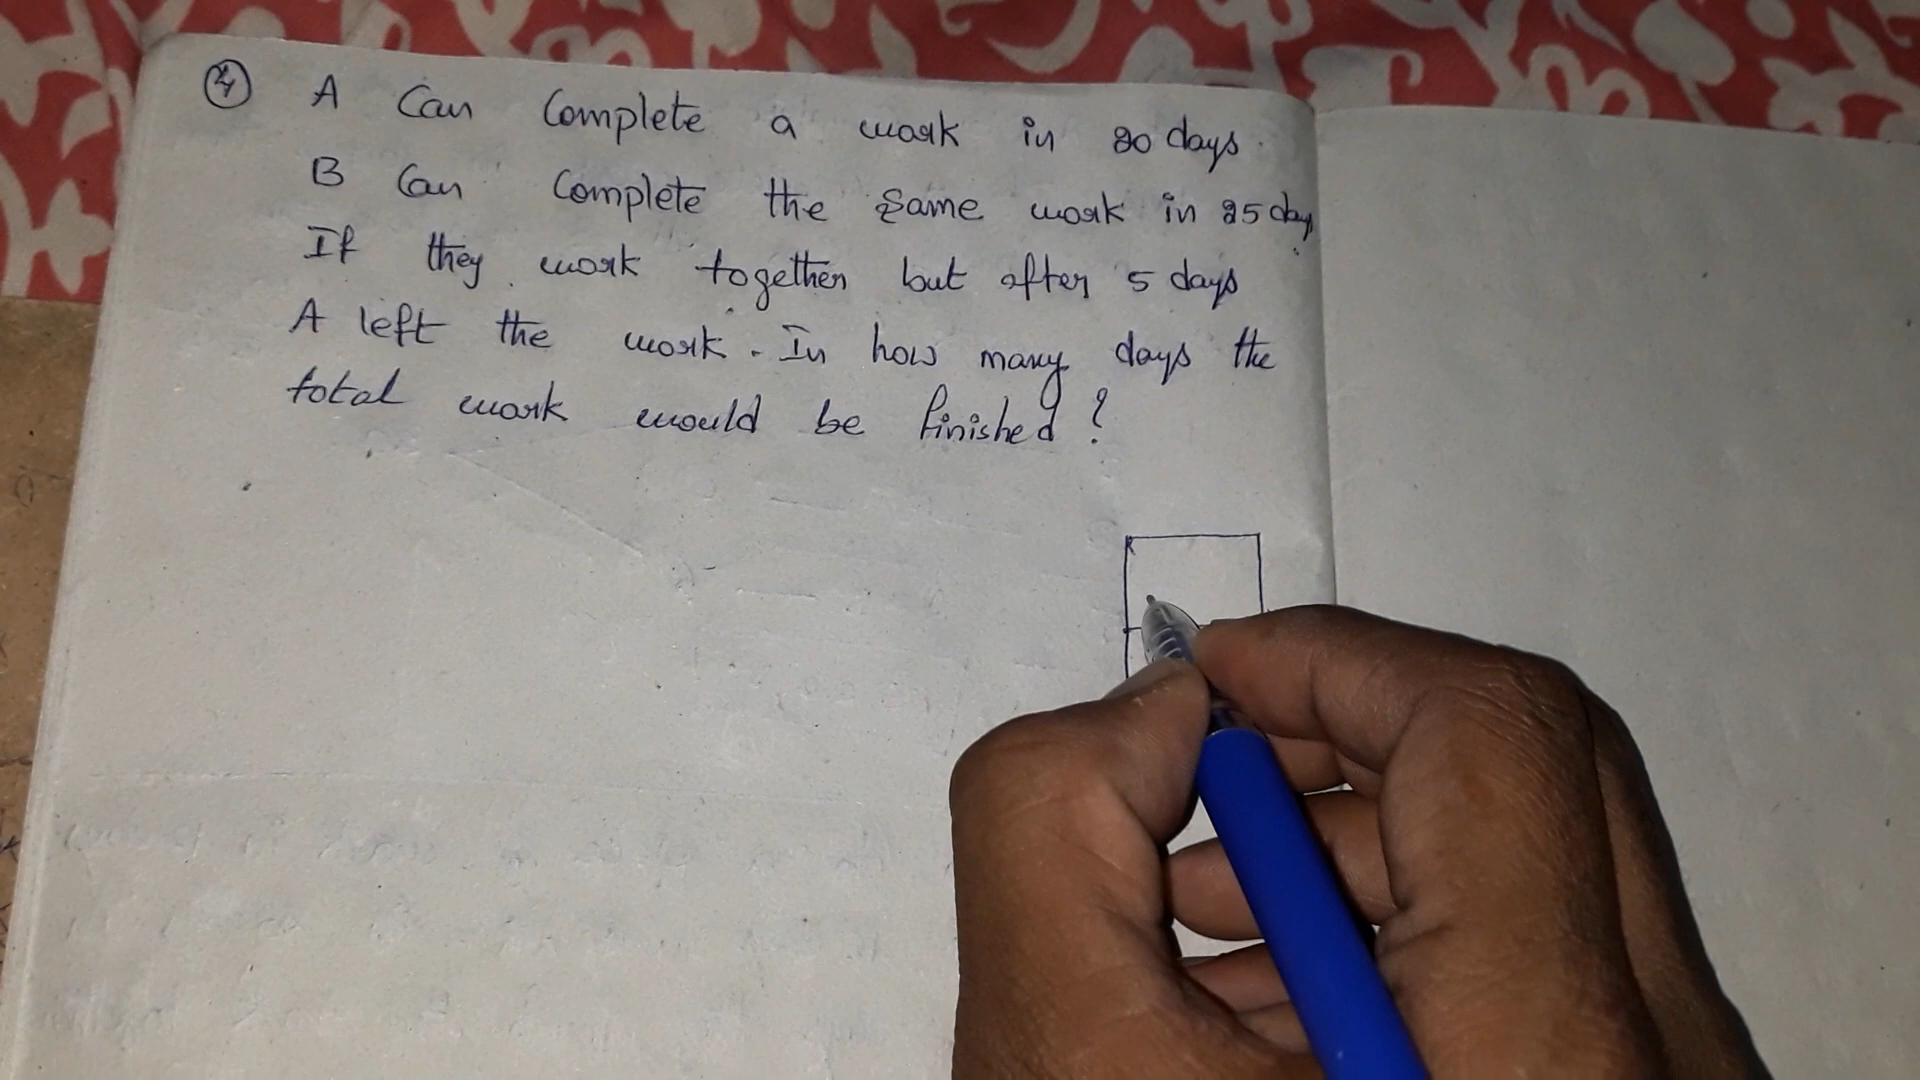 ④ A Can Complete a work in 20 days.
B Can Complete the same work in 25 days
If they work together but after 5 days
A left the work. In how many days the
total work would be finished?